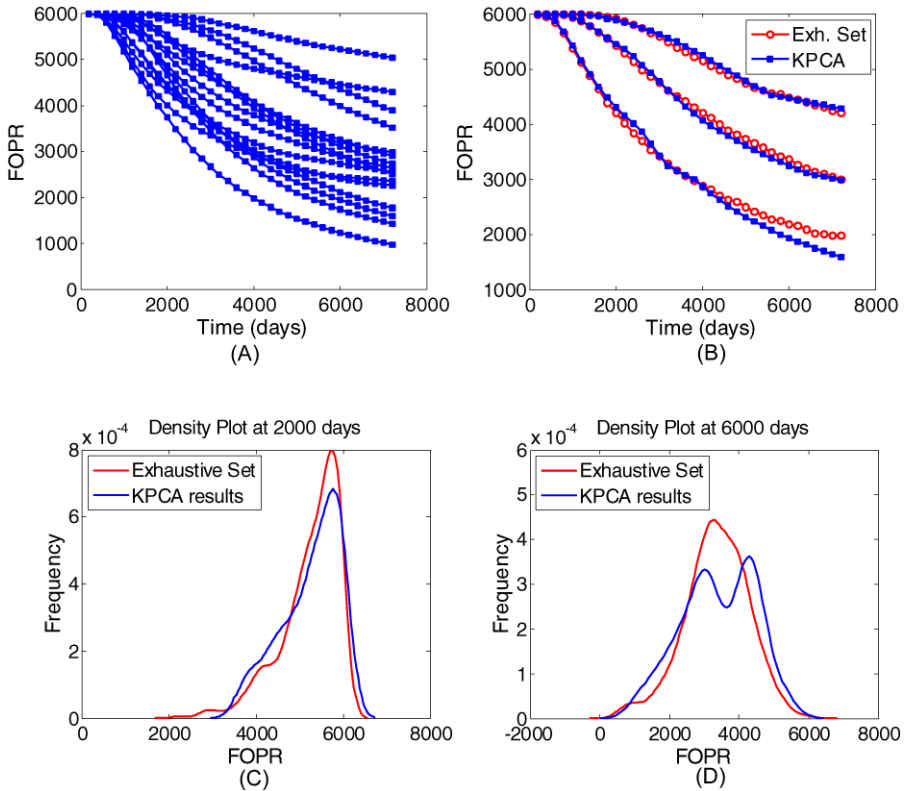 6000
5000
4000
3000
2000
1000
0
0 2000 4000 6000 8000
FOPR
Time (days)
(A)
6000
5000
4000
3000
2000
1000
0 2000 4000 6000 8000
FOPR
Exh. Set
KPCA
Time (days)
(B)
Density Plot at 2000 days
8 x 10-4
6
4
2
0
0 2000 4000 6000 8000
Frequency
Exhaustive Set
KPCA results
FOPR
(C)
Density Plot at 6000 days
6 x 10-4
5
4
3
2
1
0
-2000 0 2000 4000 6000 8000
Frequency
Exhaustive Set
KPCA results
FOPR
(D)